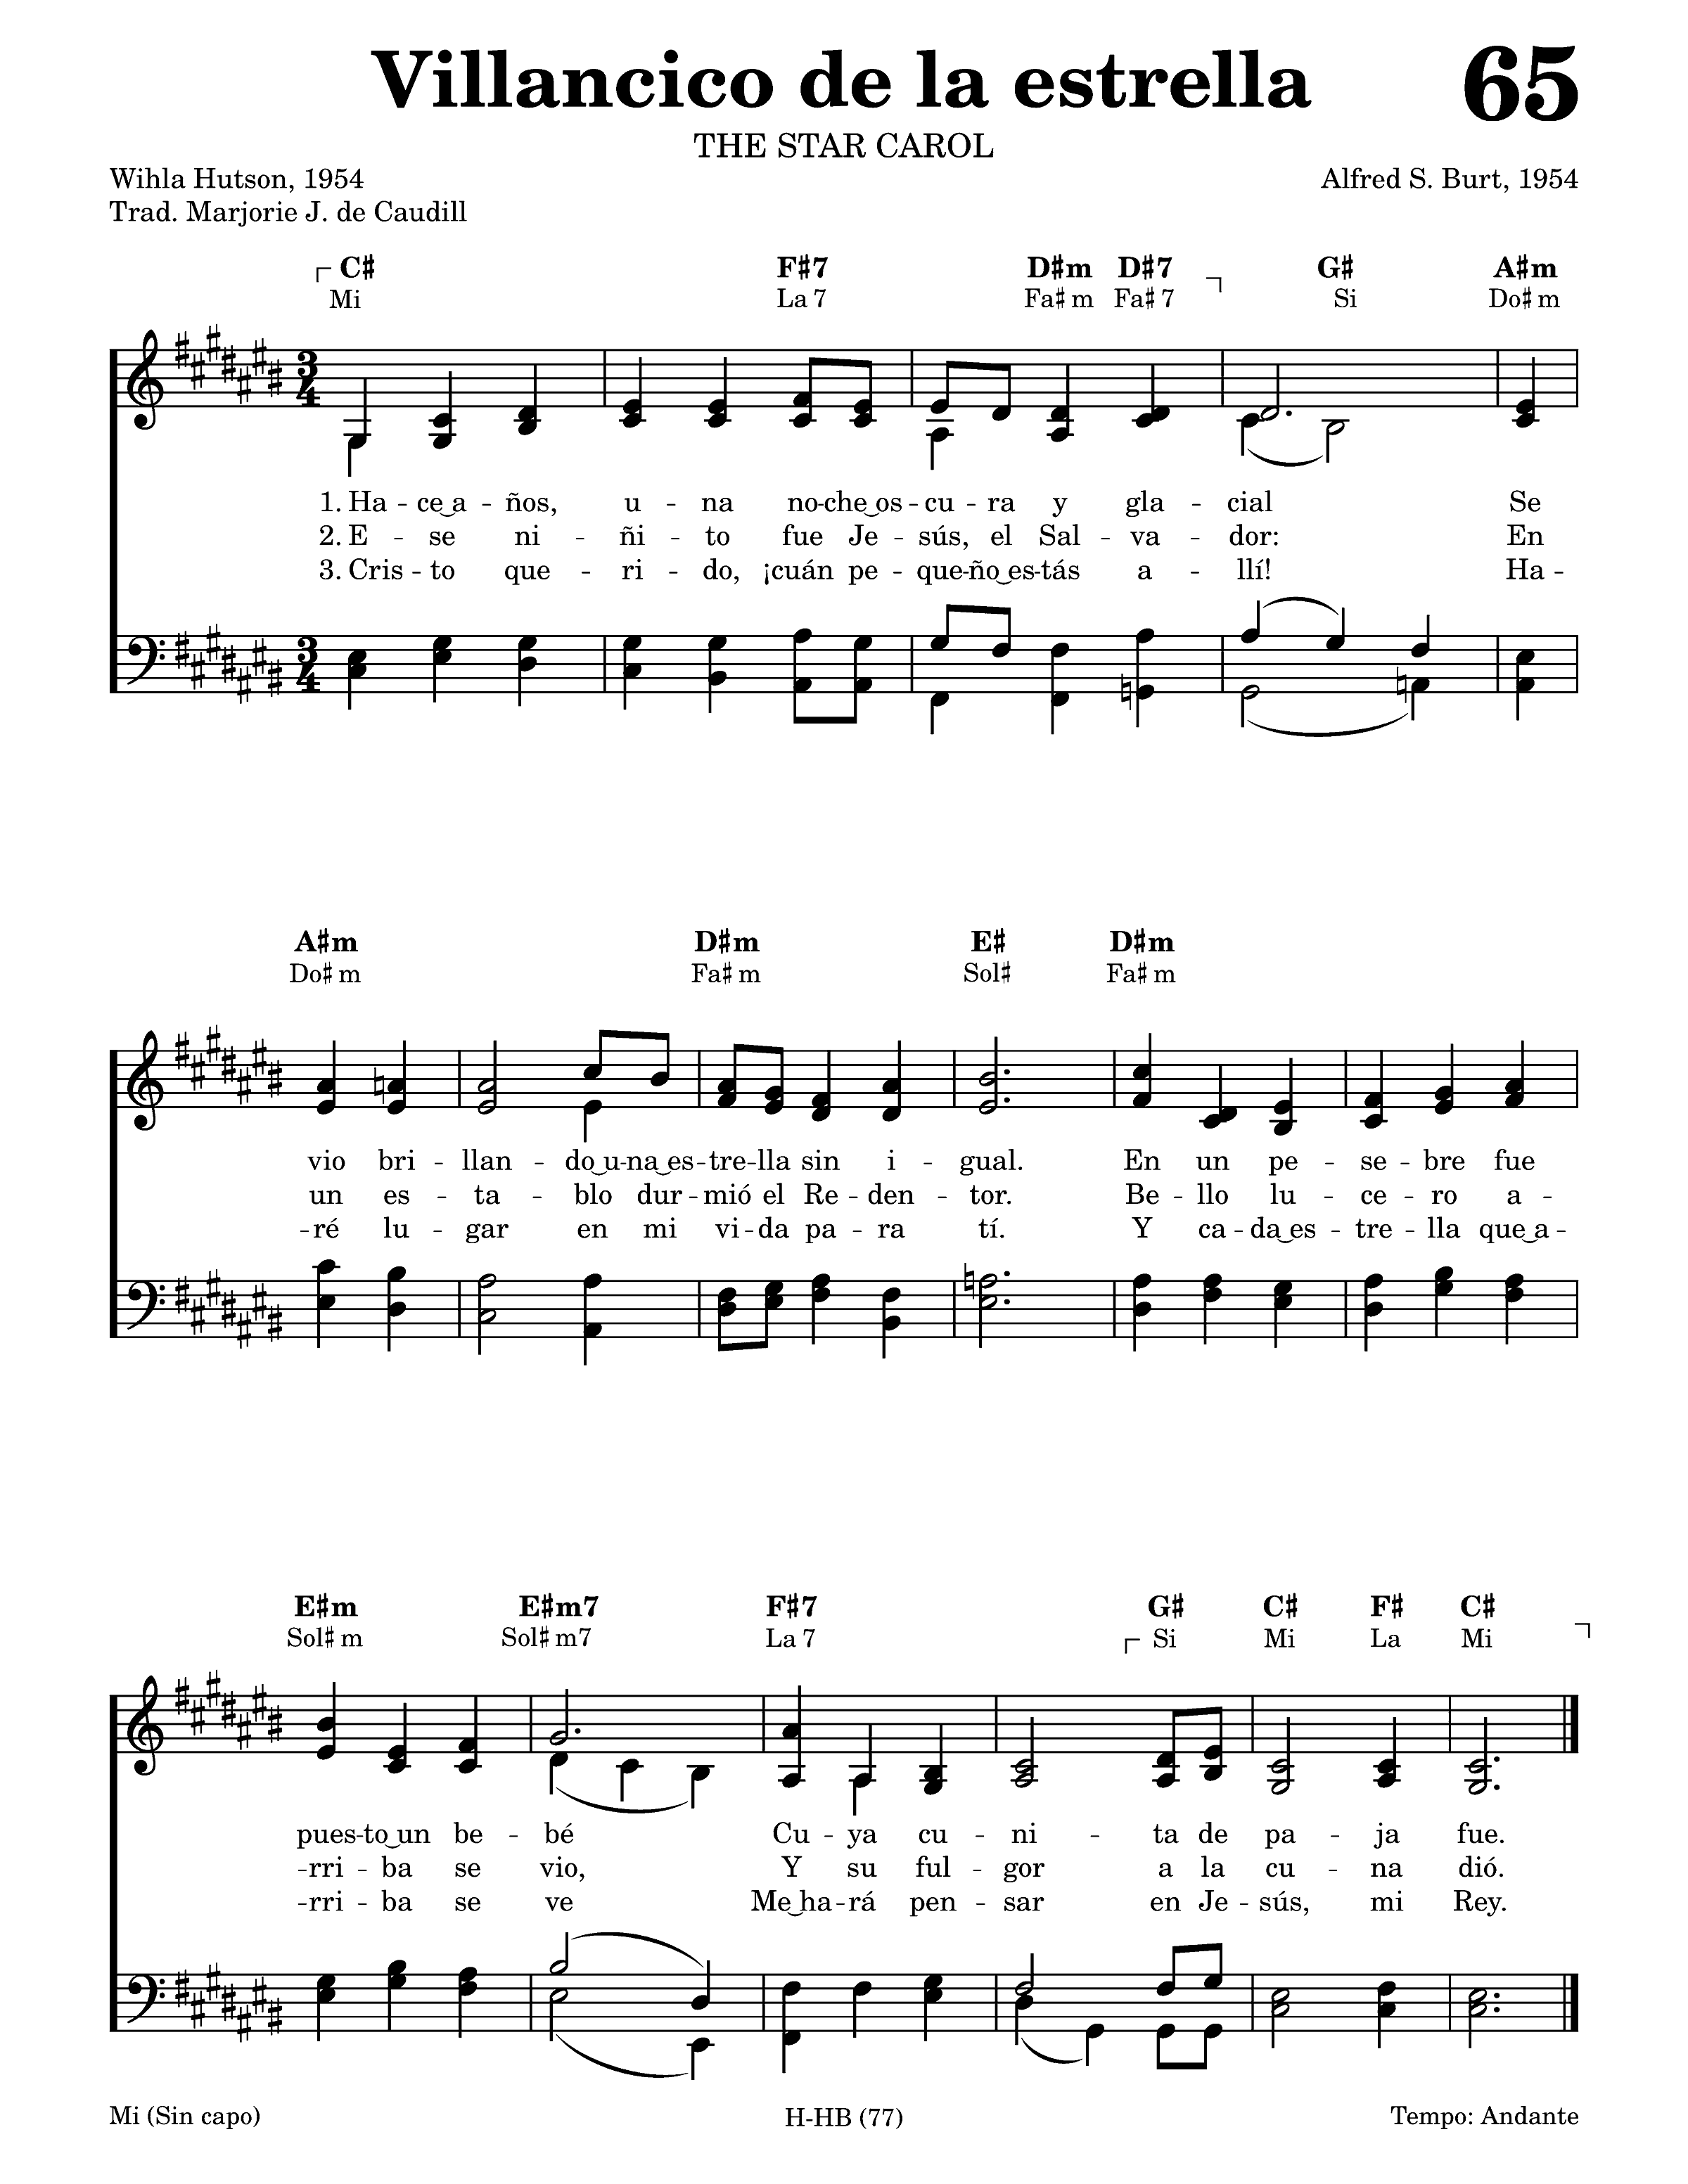 Villancico de la estrella 65
THE STAR CAROL
Wihla Hutson, 1954 Alfred S. Burt, 1954
Trad. Marjorie J. de Caudill
C♯ F♯7 D♯m D♯7 G♯ A♯m
Mi La 7 Fa♯ m Fa♯ 7 Si Do♯ m
3 4
1. Ha - ce‿a - ños, u - na no - che‿os - cu - ra y gla - cial Se
2. E - se ni - ñi - to fue Je - sús, el Sal - va - dor: En
3. Cris - to que - ri - do, ¡cuán pe - que - ño‿es - tás a - llí! Ha -
3 4
A♯m D♯m E♯ D♯m
Do♯ m Fa♯ m Sol♯ Fa♯ m
vio bri - llan - do‿u - na‿es - tre - lla sin i - gual. En un pe - se - bre fue
un es - ta - blo dur - mió el Re - den - tor. Be - llo lu - ce - ro a -
- ré lu - gar en mi vi - da pa - ra tí. Y ca - da‿es - tre - lla que‿a -
E♯m E♯m7 F♯7 G♯ C♯ F♯ C♯
Sol♯ m Sol♯ m7 La 7 Si Mi La Mi
pues - to‿un be - bé Cu - ya cu - ni - ta de pa - ja fue.
- rri - ba se vio, Y su ful - gor a la cu - na dió.
- rri - ba se ve Me‿ha - rá pen - sar en Je - sús, mi Rey.
Mi (Sin capo) H-HB (77) Tempo: Andante